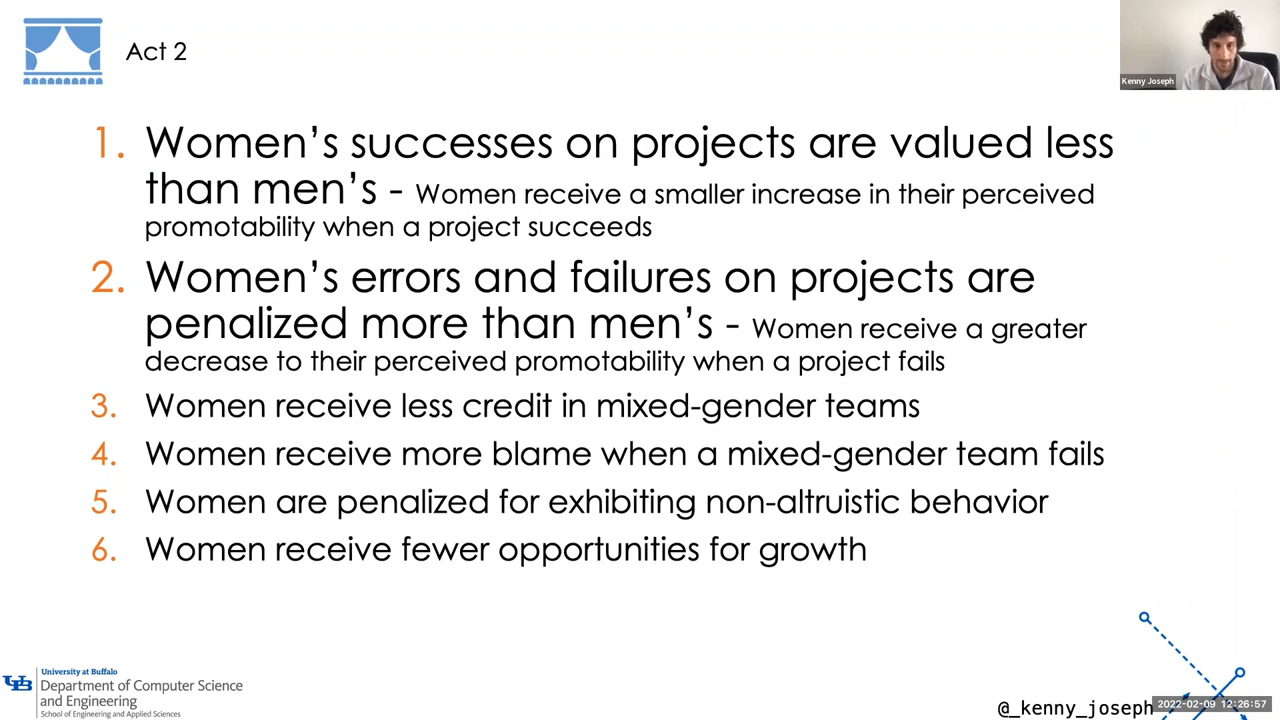 Act 2
Kenny Joseph
1. Women's successes on projects are valued less
than men's - Women receive a smaller increase in their perceived
promotability when a project succeeds
2. Women's errors and failures on projects are
penalized more than men's - Women receive a greater
decrease to their perceived promotability when a project fails
3. Women receive less credit in mixed-gender teams
4. Women receive more blame when a mixed-gender team fails
5. Women are penalized for exhibiting non-altruistic behavior
6. Women receive fewer opportunities for growth
UB
University at Buffalo
Department of Computer Science
and Engineering
School of Engineering and Applied Sciences
@_kenny_joseph
2022-02-09 12:26:57